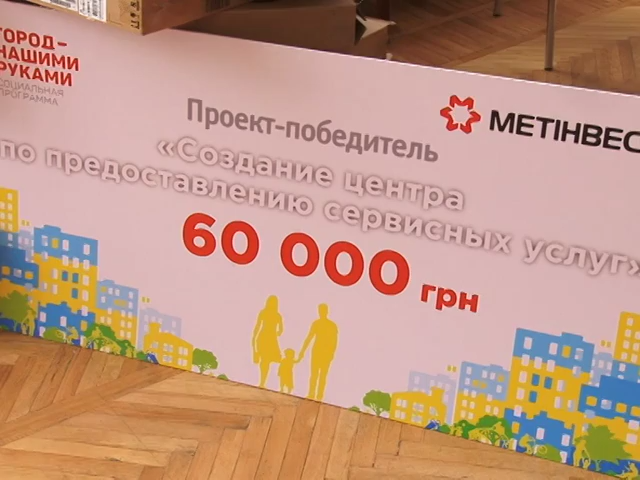 ГОРОД-
НАШИМИ
РУКАМИ
СОЦИАЛЬНАЯ
ПРОГРАММА
МЕТІНВЕС
Проект-победитель
«Создание центра
по предоставлению сервисных услуг»
60 000 грн